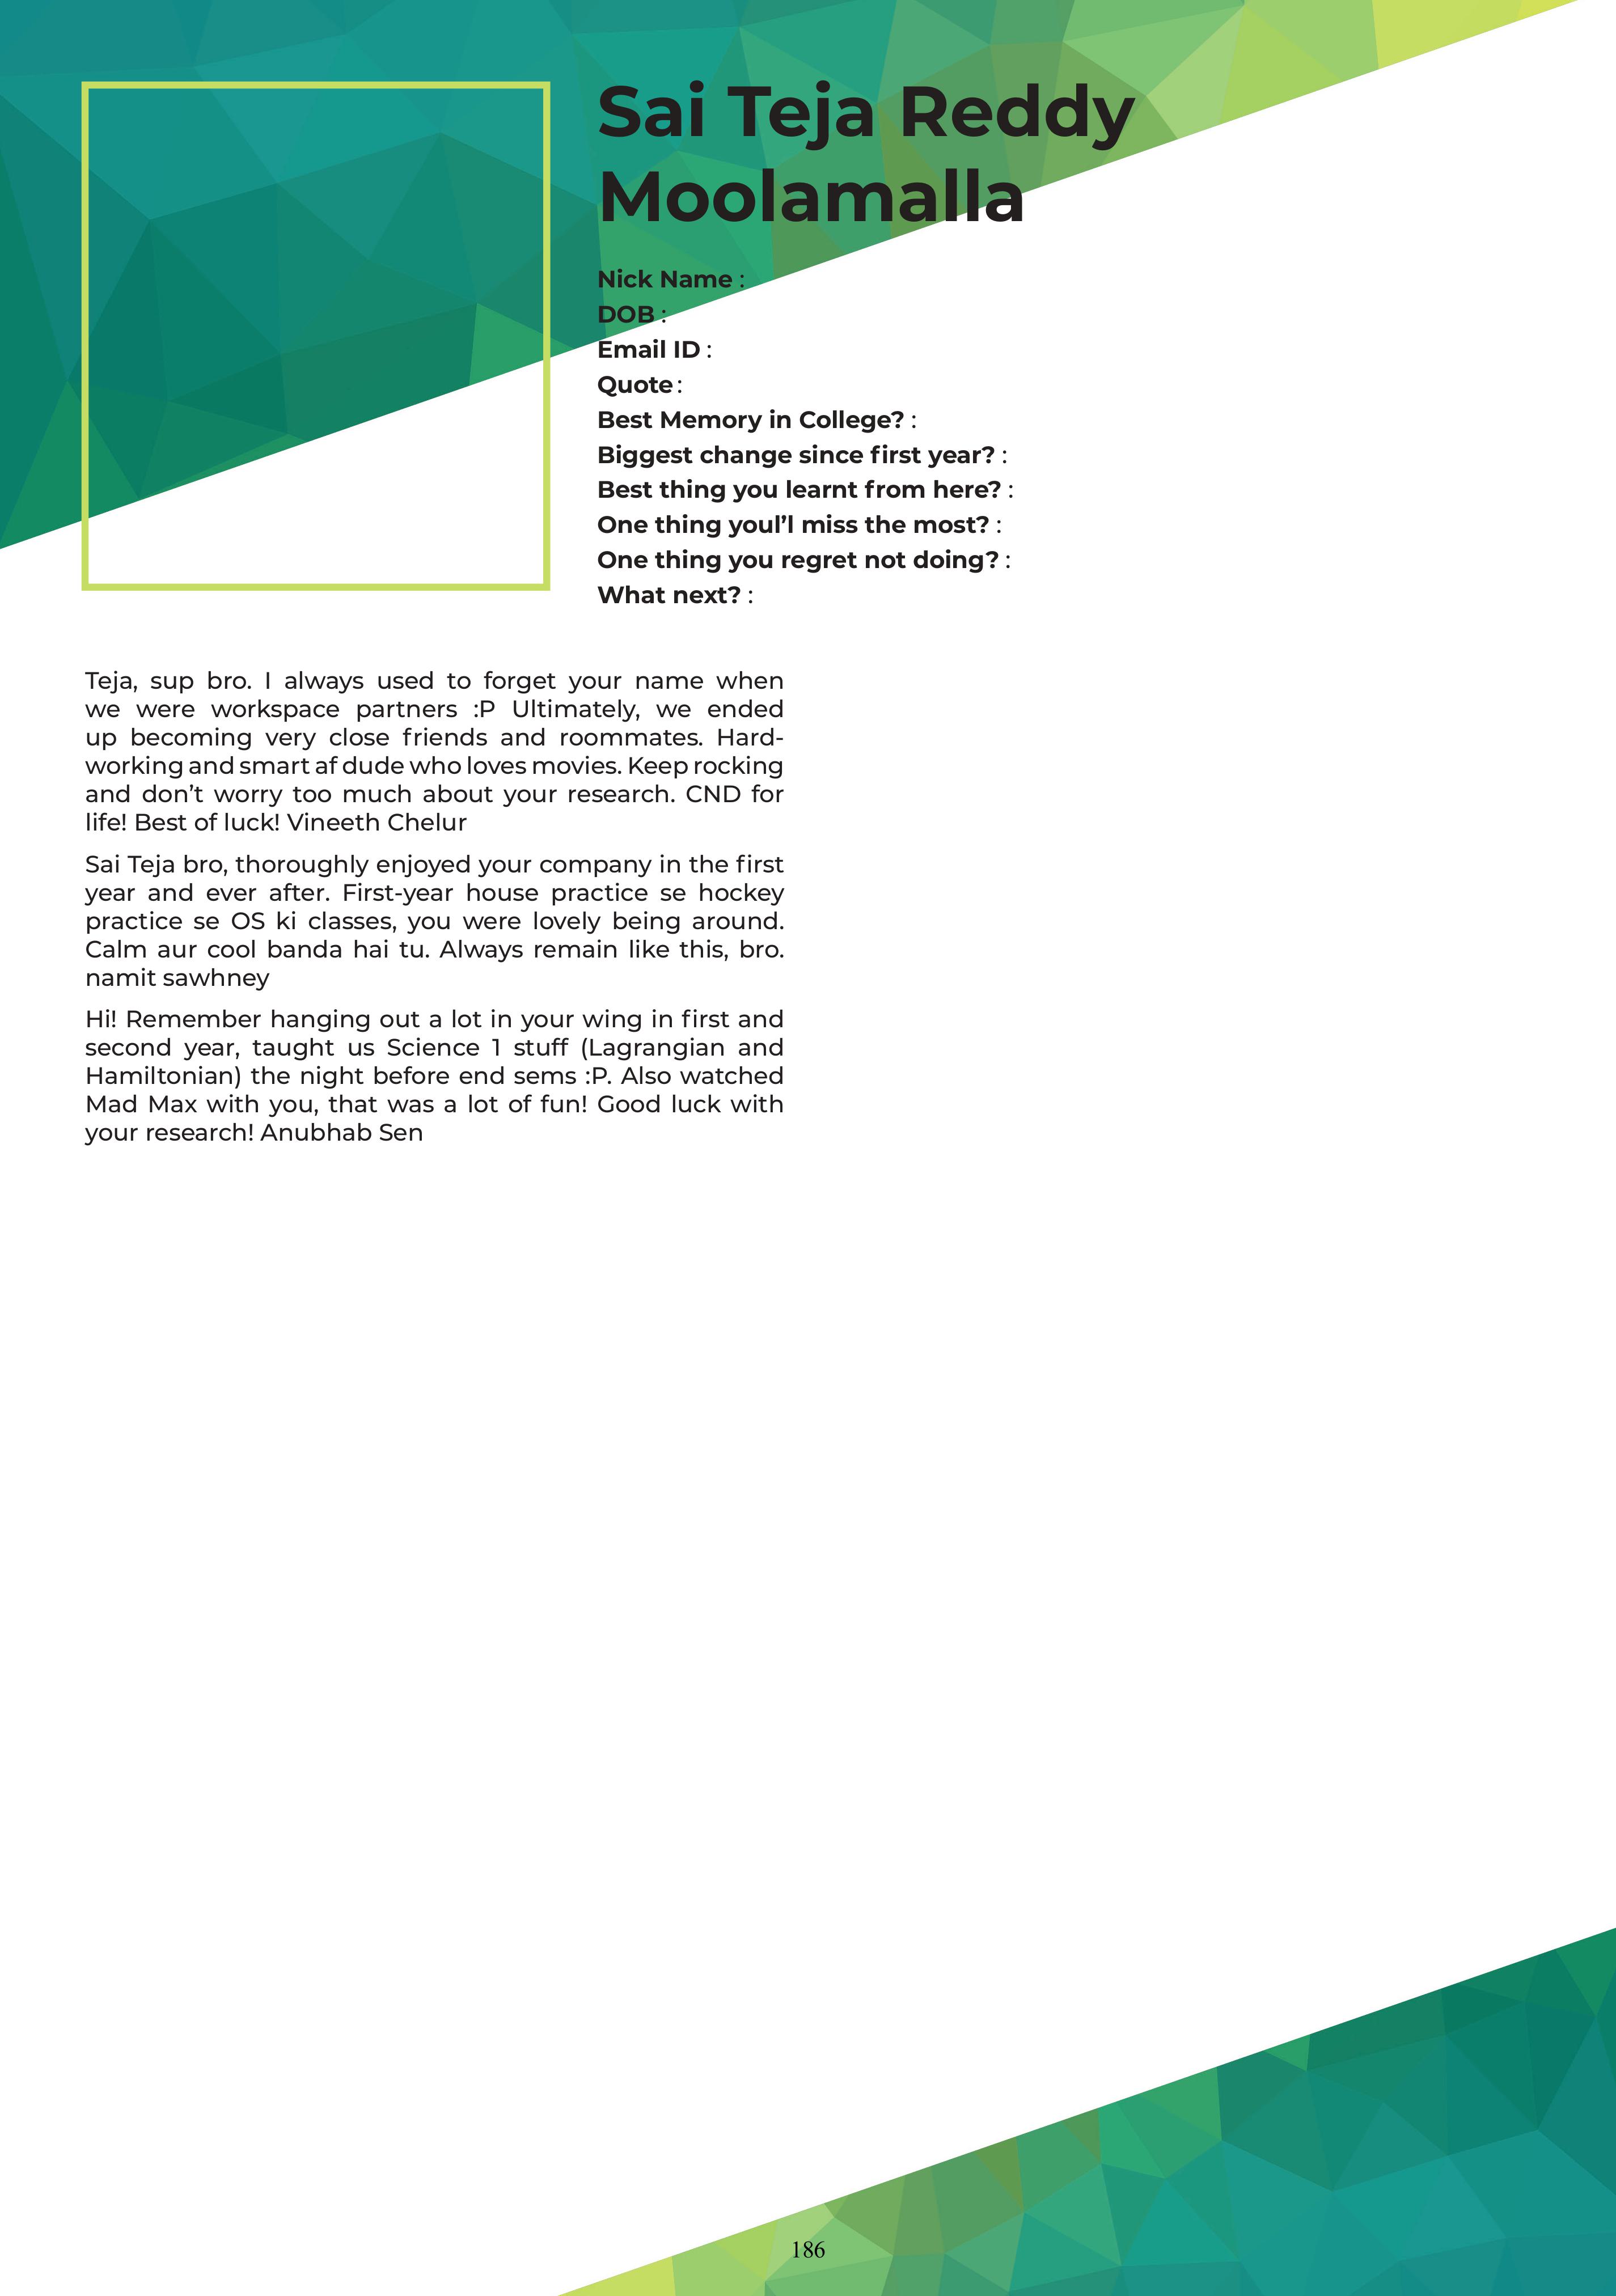 Sai Teja Reddy
Moolamalla
Nick Name :
DOB :
Email ID :
Quote :
Best Memory in College? :
Biggest change since first year? :
Best thing you learnt from here? :
One thing youl’l miss the most? :
One thing you regret not doing? :
What next? :
Teja, sup bro. I always used to forget your name when
we were workspace partners :P Ultimately, we ended
up becoming very close friends and roommates. Hard-
working and smart af dude who loves movies. Keep rocking
and don’t worry too much about your research. CND for
life! Best of luck! Vineeth Chelur
Sai Teja bro, thoroughly enjoyed your company in the first
year and ever after. First-year house practice se hockey
practice se OS ki classes, you were lovely being around.
Calm aur cool banda hai tu. Always remain like this, bro.
namit sawhney
Hi! Remember hanging out a lot in your wing in first and
second year, taught us Science 1 stuff (Lagrangian and
Hamiltonian) the night before end sems :P. Also watched
Mad Max with you, that was a lot of fun! Good luck with
your research! Anubhab Sen
186